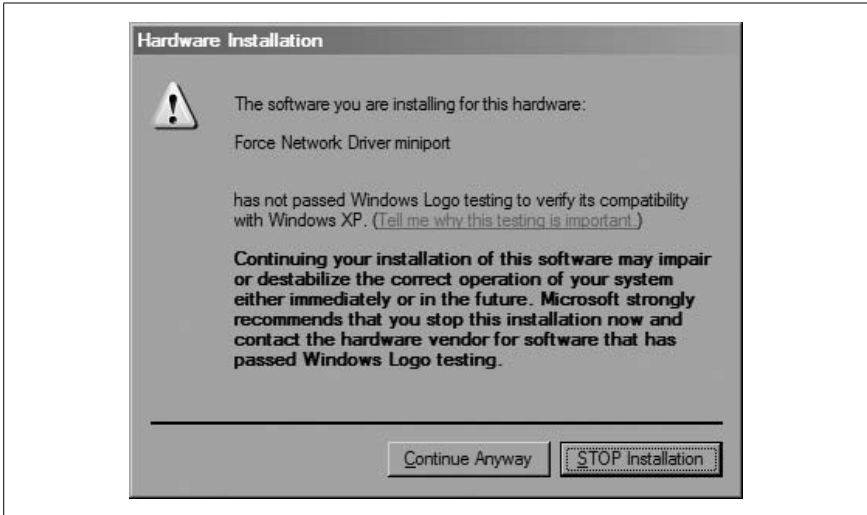 Hardware Installation
The software you are installing for this hardware:
Force Network Driver miniport
has not passed Windows Logo testing to verify its compatibility
with Windows XP. (Tell me why this testing is important.)
Continuing your installation of this software may impair
or destabilize the correct operation of your system
either immediately or in the future. Microsoft strongly
recommends that you stop this installation now and
contact the hardware vendor for software that has
passed Windows Logo testing.
Continue Anyway
STOP Installation